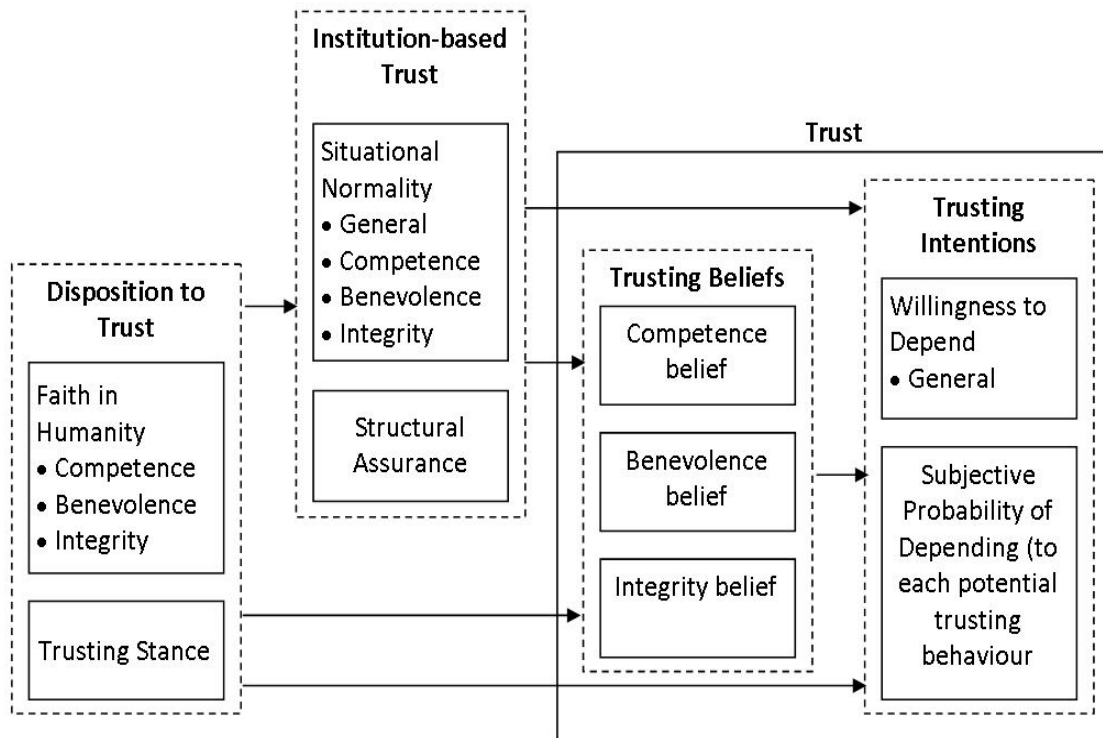 Institution-based
Trust
Situational
Normality
• General
• Competence
• Benevolence
• Integrity
Structural
Assurance
Disposition to
Trust
Faith in
Humanity
• Competence
• Benevolence
• Integrity
Trusting Stance
Trust
Trusting Beliefs
Competence
belief
Benevolence
belief
Integrity belief
Trusting
Intentions
Willingness to
Depend
• General
Subjective
Probability of
Depending (to
each potential
trusting
behaviour